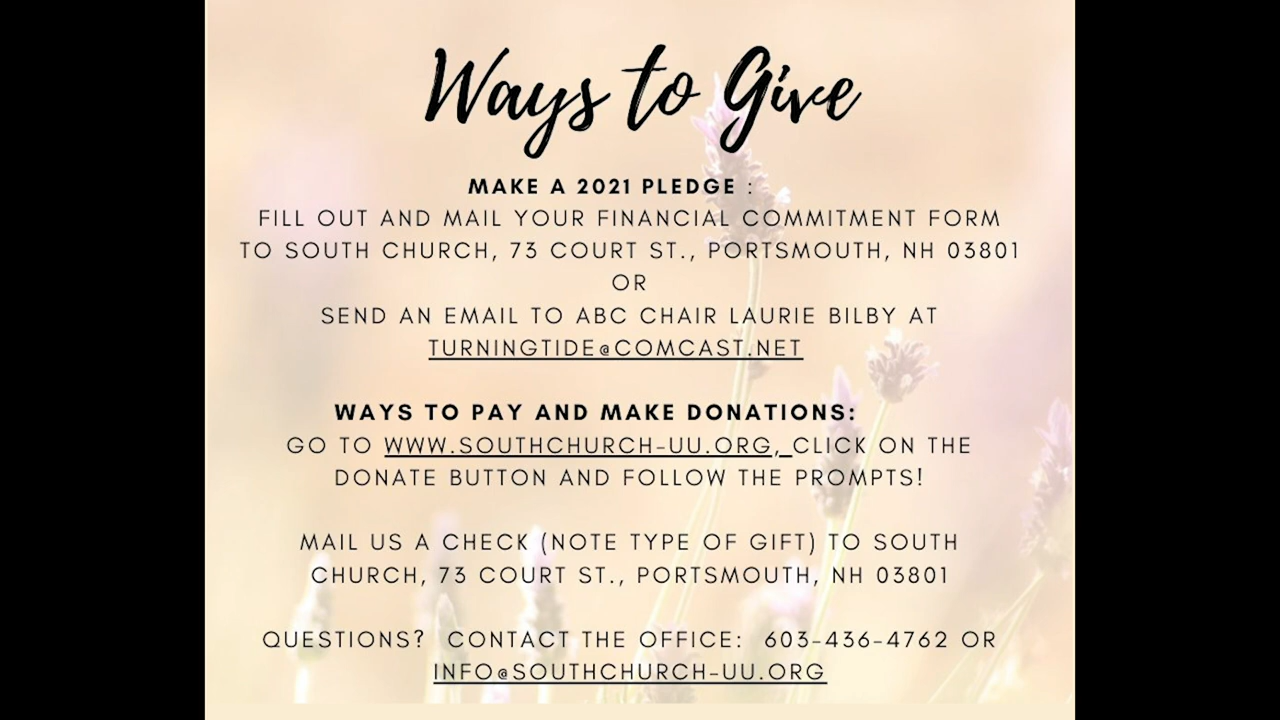 Ways to Give
MAKE A 2021 PLEDGE :
FILL OUT AND MAIL YOUR FINANCIAL COMMITMENT FORM
TO SOUTH CHURCH, 73 COURT ST., PORTSMOUTH, NH 03801
OR
SEND AN EMAIL TO ABC CHAIR LAURIE BILBY AT
TURNINGTIDE@COMCAST.NET
WAYS TO PAY AND MAKE DONATIONS:
GO TO WWW.SOUTHCHURCH-UU.ORG, CLICK ON THE
DONATE BUTTON AND FOLLOW THE PROMPTS!
MAIL US A CHECK (NOTE TYPE OF GIFT) TO SOUTH
CHURCH, 73 COURT ST., PORTSMOUTH, NH 03801
QUESTIONS? CONTACT THE OFFICE: 603-436-4762 OR
INFO@SOUTHCHURCH-UU.ORG